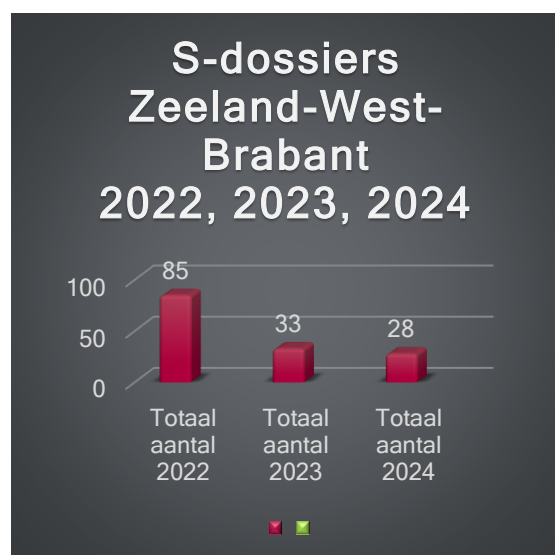 S-dossiers
Zeeland-West-
Brabant
2022, 2023, 2024
100
50
0
85
33
28
Totaal
aantal
2022
Totaal
aantal
2023
Totaal
aantal
2024